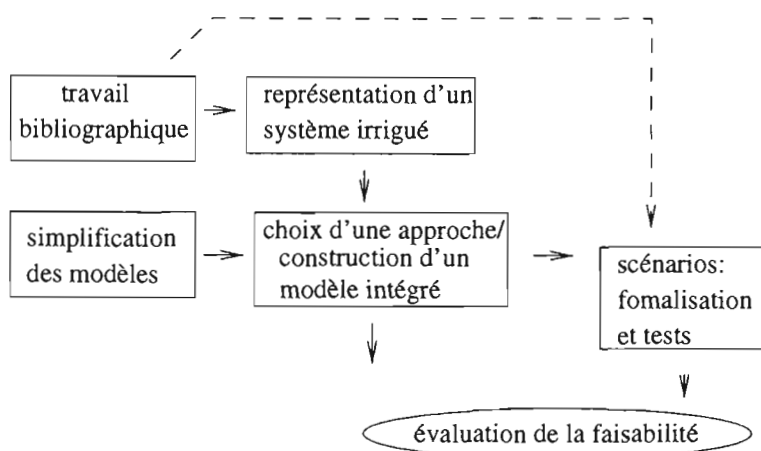 travail
bibliographique
représentation d'un
système irrigué
simplification
des modèles
choix d'une approche/
construction d'un
modèle intégré
scénarios:
fomalisation
et tests
évaluation de la faisabilité